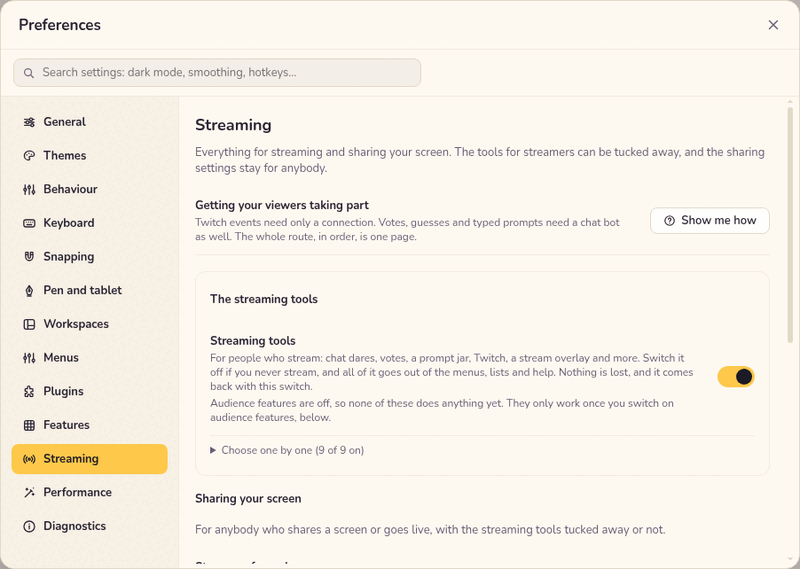 Preferences
Search settings: dark mode, smoothing, hotkeys...
General
Themes
Behaviour
Keyboard
Snapping
Pen and tablet
Workspaces
Menus
Plugins
Features
Streaming
Performance
Diagnostics
Streaming
Everything for streaming and sharing your screen. The tools for streamers can be tucked away, and the sharing
settings stay for anybody.
Getting your viewers taking part
Twitch events need only a connection. Votes, guesses and typed prompts need a chat bot
as well. The whole route, in order, is one page.
Show me how
The streaming tools
Streaming tools
For people who stream: chat dares, votes, a prompt jar, Twitch, a stream overlay and more. Switch it
off if you never stream, and all of it goes out of the menus, lists and help. Nothing is lost, and it comes
back with this switch.
Audience features are off, so none of these does anything yet. They only work once you switch on
audience features, below.
Choose one by one (9 of 9 on)
Sharing your screen
For anybody who shares a screen or goes live, with the streaming tools tucked away or not.